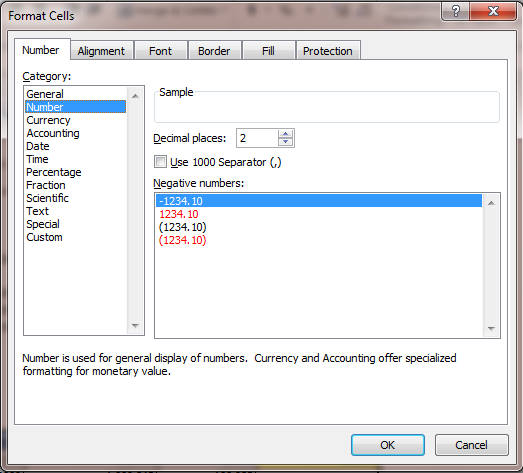 Format Cells
Number Alignment Font Border Fill Protection
Category:
General
Number
Currency
Accounting
Date
Time
Percentage
Fraction
Scientific
Text
Special
Custom
Sample
Decimal places: 2
Use 1000 Separator (,)
Negative numbers:
-1234.10
1234.10
(1234.10)
(1234.10)
Number is used for general display of numbers. Currency and Accounting offer specialized
formatting for monetary value.
OK Cancel